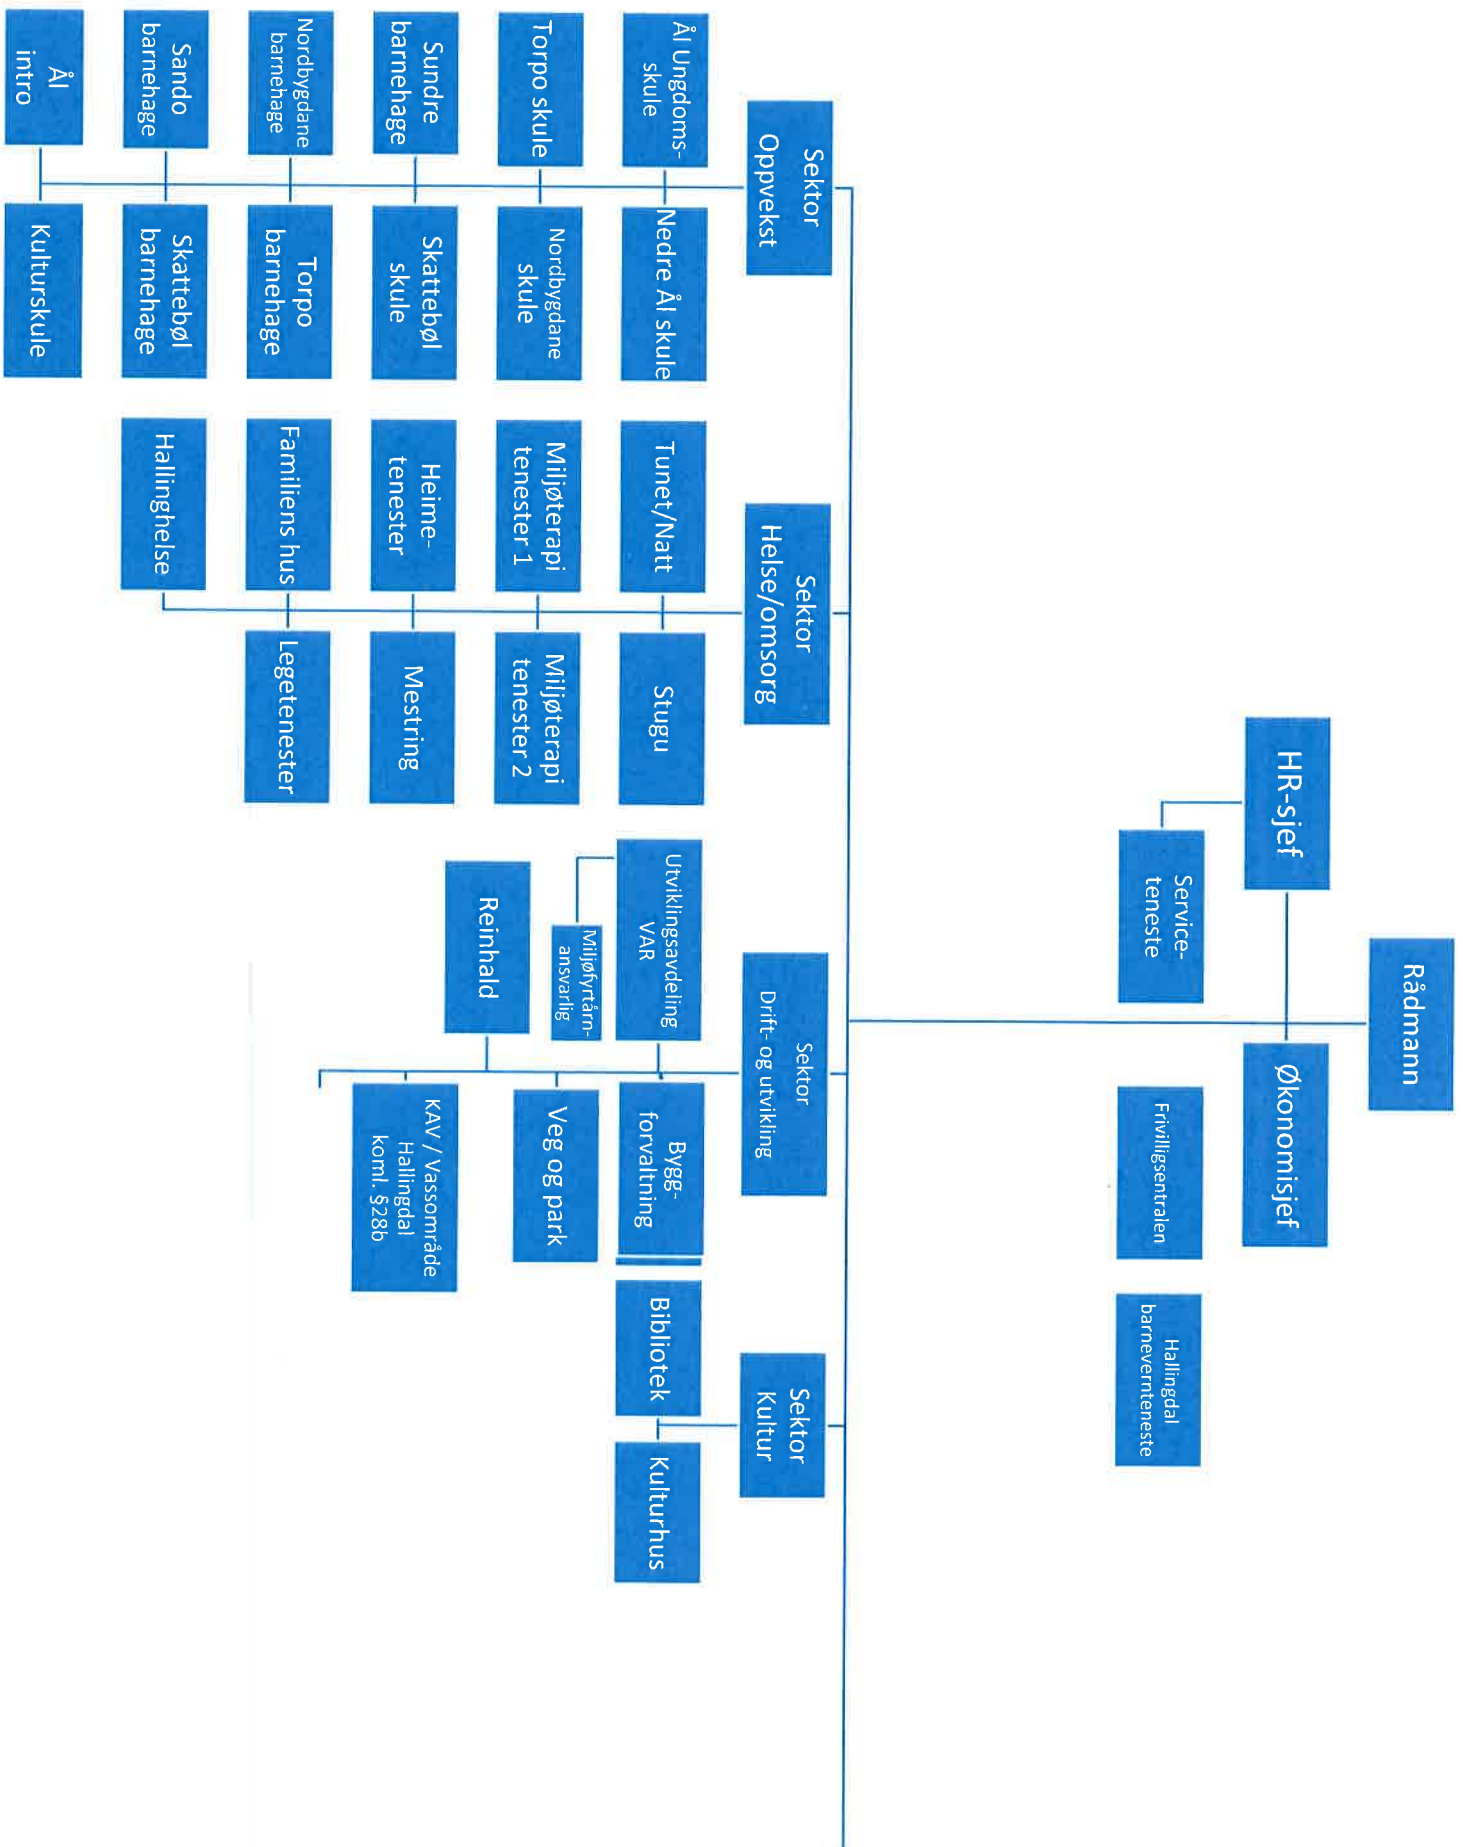 Rådmann
HR-sjef
Økonomisjef
Service-
teneste
Frivilligsentralen
Hallingdal
barnevernteneste
Sektor
Oppvekst
Ål Ungdoms-
skule
Nedre Ål skule
Torpo skule
Nordbygdane
skule
Sundre
barnehage
Skattebøl
skule
Nordbygdane
barnehage
Torpo
barnehage
Sando
barnehage
Skattebøl
barnehage
Ål
intro
Kulturskule
Sektor
Helse/omsorg
Tunet/Natt
Stugu
Miljøterapi
tenester 1
Miljøterapi
tenester 2
Heime-
tenester
Mestring
Familiens hus
Legetenester
Hallinghelse
Sektor
Drift- og utvikling
Utviklingsavdeling
VAR
Bygg-
forvaltning
Miljøfyrtårn-
ansvarlig
Veg og park
Reinhald
KAV / Vassområde
Hallingdal
koml. §28b
Sektor
Kultur
Bibliotek
Kulturhus